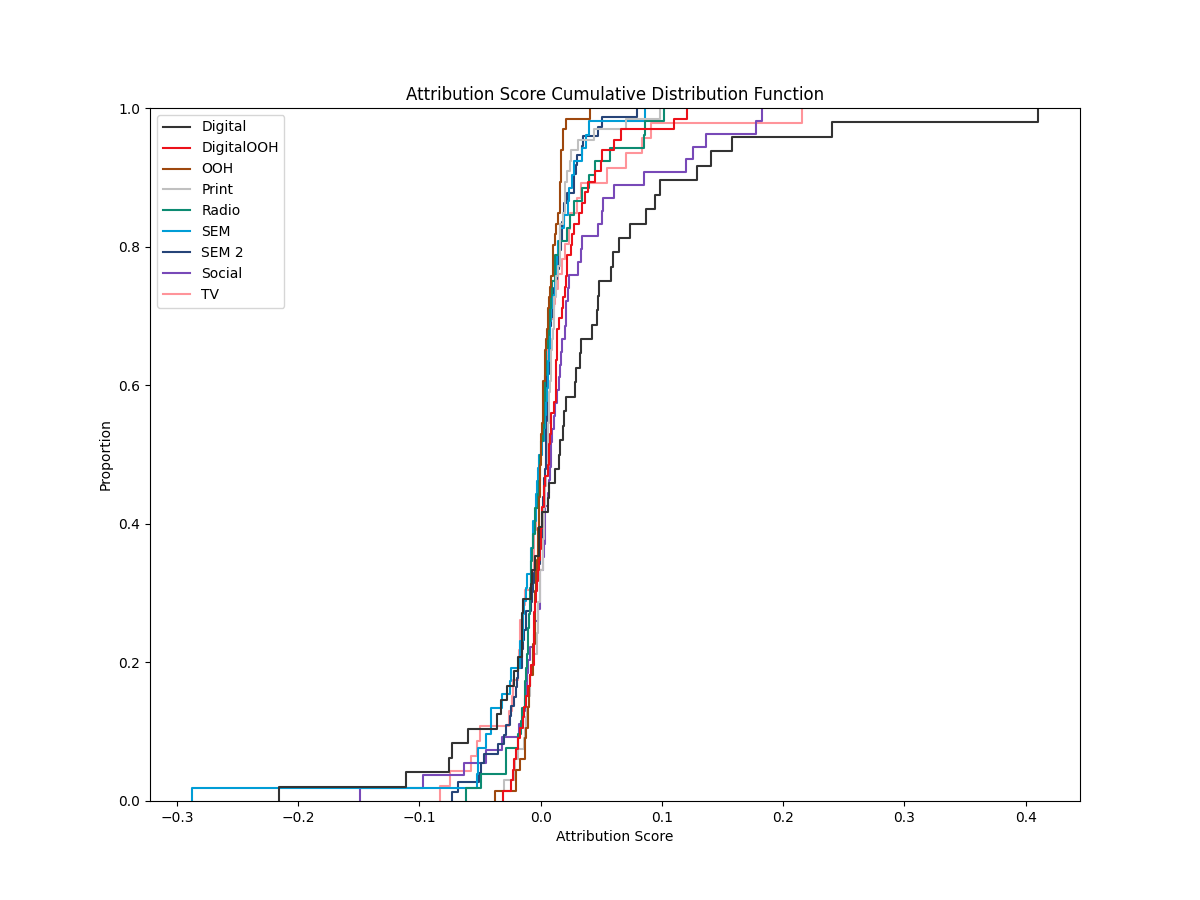 Attribution Score Cumulative Distribution Function
1.0
0.8
0.6
0.4
0.2
0.0
Proportion
Digital
DigitalOOH
OOH
Print
Radio
SEM
SEM 2
Social
TV
−0.3
−0.2
−0.1
0.0
0.1
0.2
0.3
0.4
Attribution Score